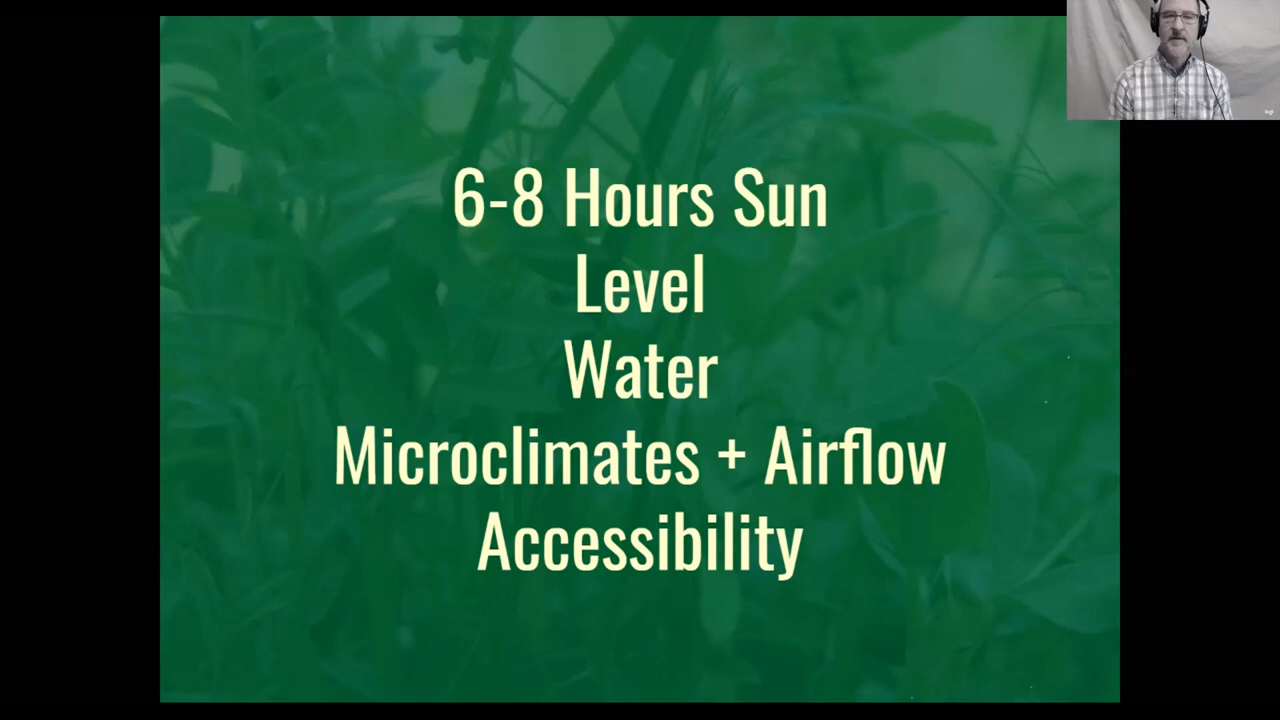 6-8 Hours Sun
Level
Water
Microclimates + Airflow
Accessibility